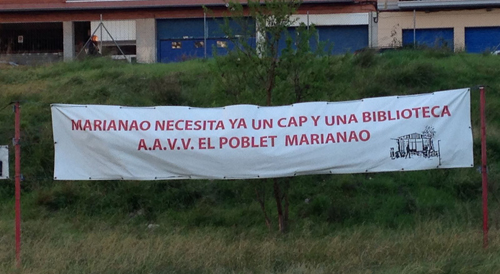 MARIANAO NECESITA YA UN CAP Y UNA BIBLIOTECA
A.A.V.V. EL POBLET MARIANAO